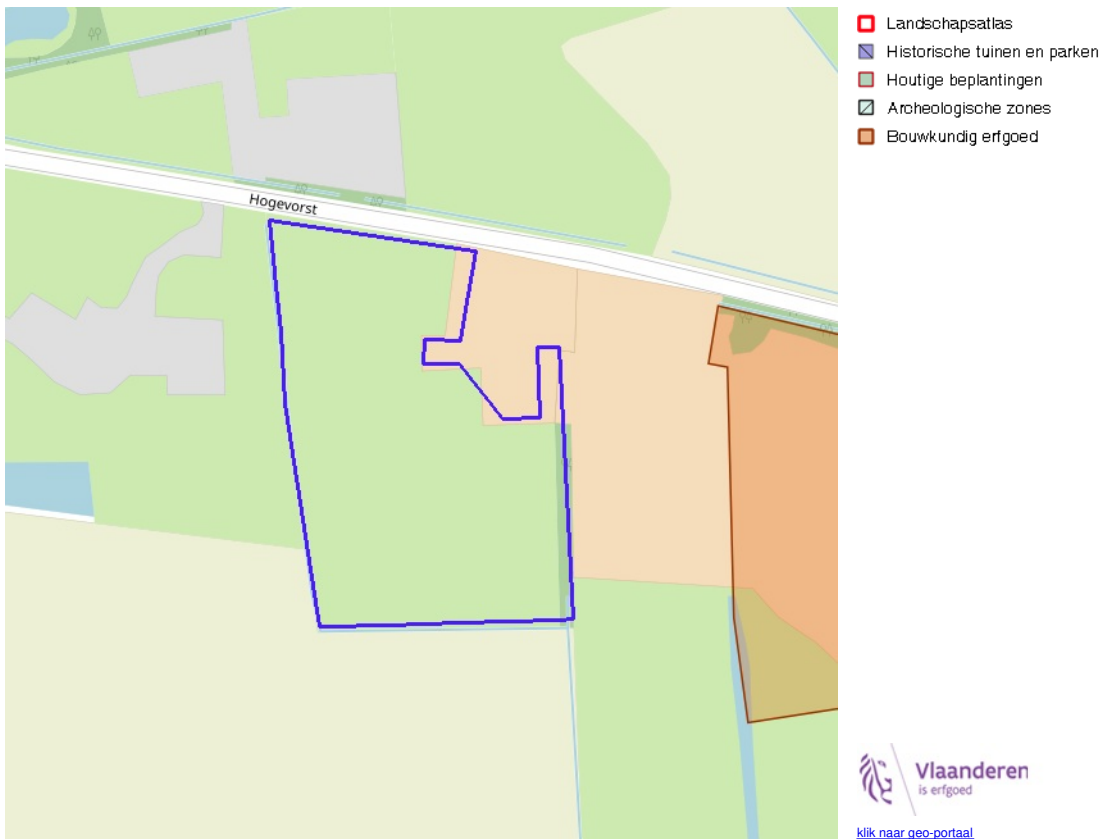 Hogevorst
Landschapsatlas
Historische tuinen en parken
Houtige beplantingen
Archeologische zones
Bouwkundig erfgoed
Vlaanderen
is erfgoed
klik naar geo-portaal